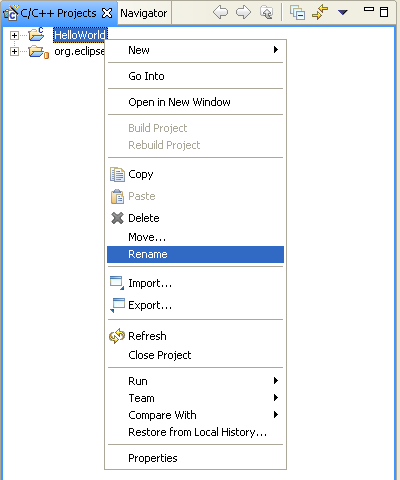 C/C++ Projects Navigator
HelloWorld
org.eclipse
New
Go Into
Open in New Window
Build Project
Rebuild Project
Copy
Paste
Delete
Move...
Rename
Import...
Export...
Refresh
Close Project
Run
Team
Compare With
Restore from Local History...
Properties